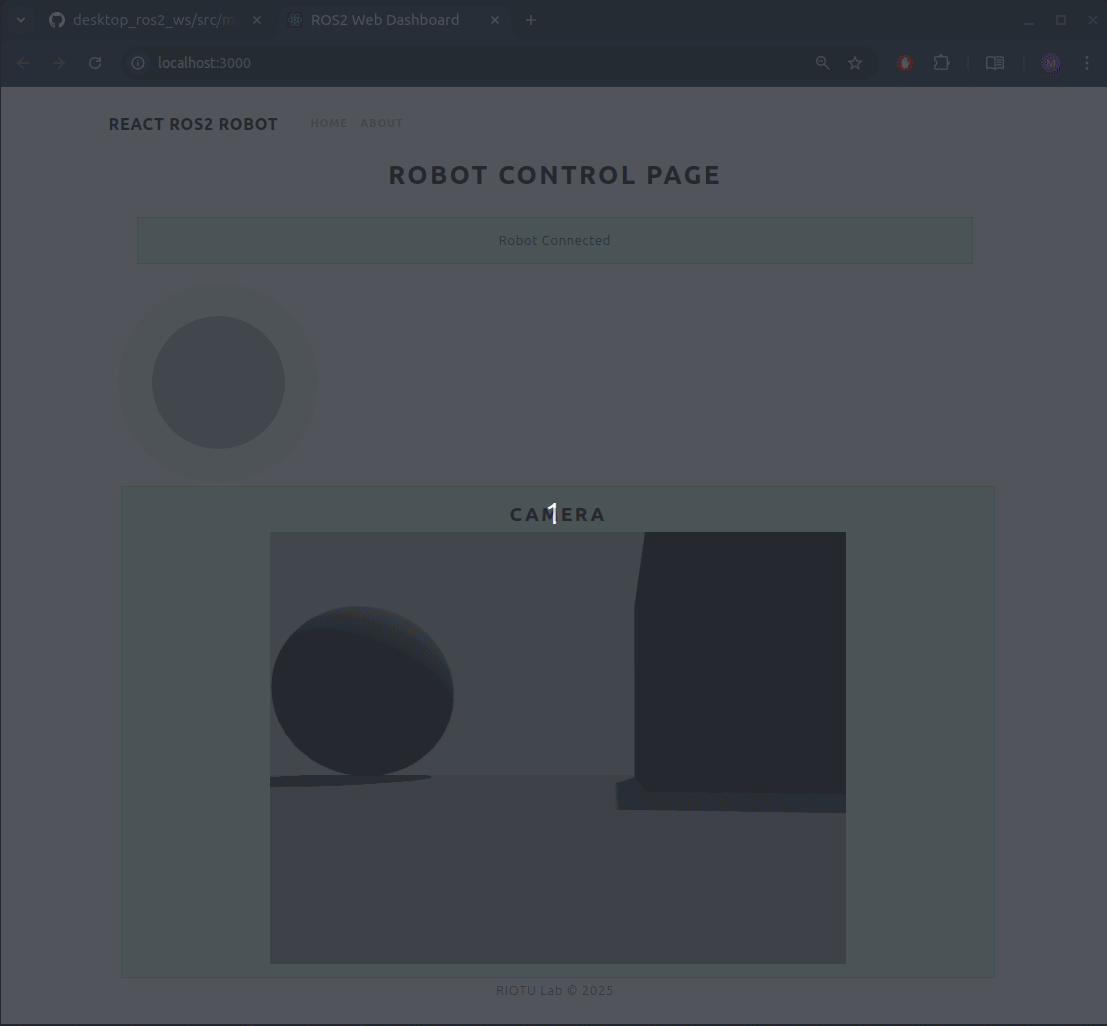 desktop_ros2_ws/src/m
ROS2 Web Dashboard
localhost:3000
M
REACT ROS2 ROBOT
HOME
ABOUT
ROBOT CONTROL PAGE
Robot Connected
CAMERA
1
RIOTU Lab © 2025